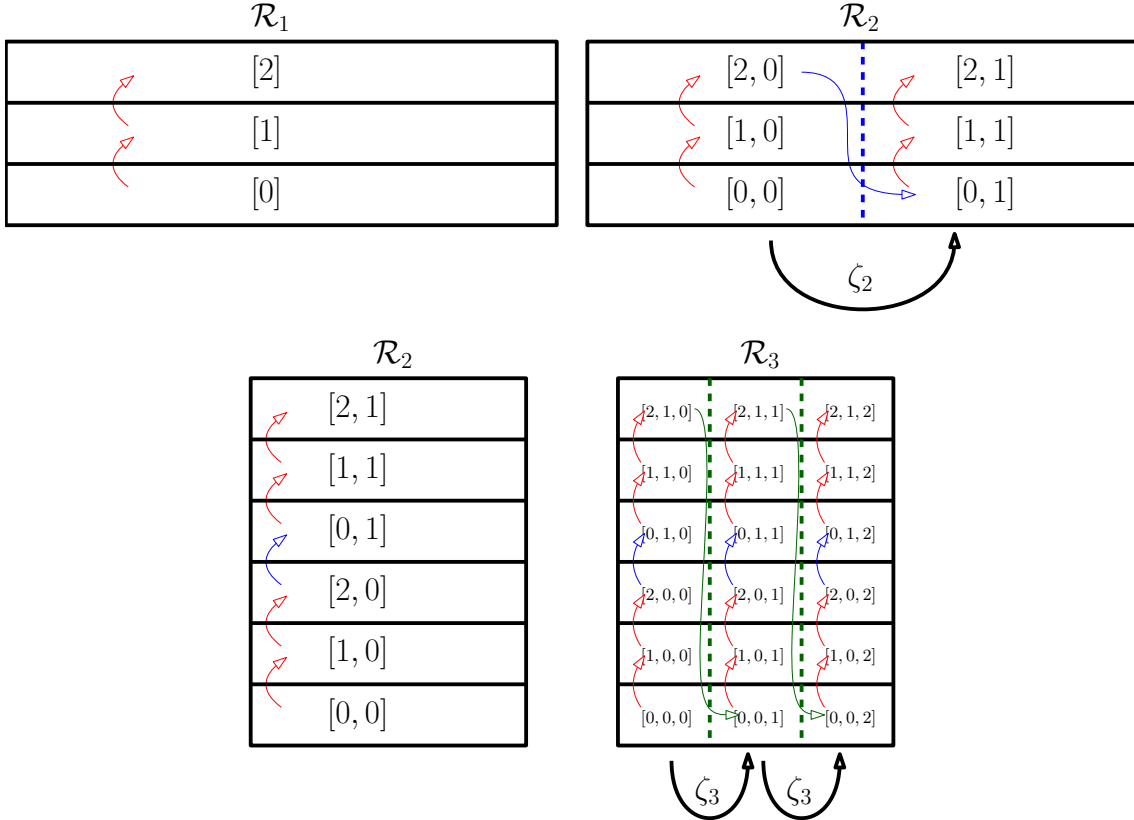 𝓡₁ 𝓡₂
[2] [2, 0] [2, 1]
[1] [1, 0] [1, 1]
[0] [0, 0] [0, 1]
ζ₂
𝓡₂ 𝓡₃
[2, 1] [2, 1, 0] [2, 1, 1] [2, 1, 2]
[1, 1] [1, 1, 0] [1, 1, 1] [1, 1, 2]
[0, 1] [0, 1, 0] [0, 1, 1] [0, 1, 2]
[2, 0] [2, 0, 0] [2, 0, 1] [2, 0, 2]
[1, 0] [1, 0, 0] [1, 0, 1] [1, 0, 2]
[0, 0] [0, 0, 0] [0, 0, 1] [0, 0, 2]
ζ₃ ζ₃